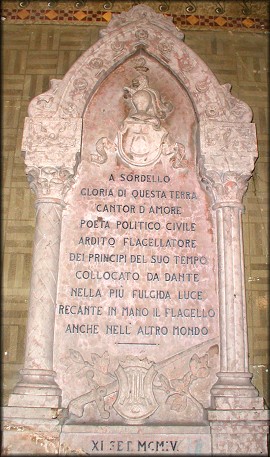 A SORDELLO
GLORIA DI QUESTA TERRA
CANTOR D'AMORE
POETA POLITICO CIVILE
ARDITO FLAGELLATORE
DEI PRINCIPI DEL SUO TEMPO
COLLOCATO DA DANTE
NELLA PIÙ FULGIDA LUCE
RECANTE IN MANO IL FLAGELLO
ANCHE NELL'ALTRO MONDO
XI SET.